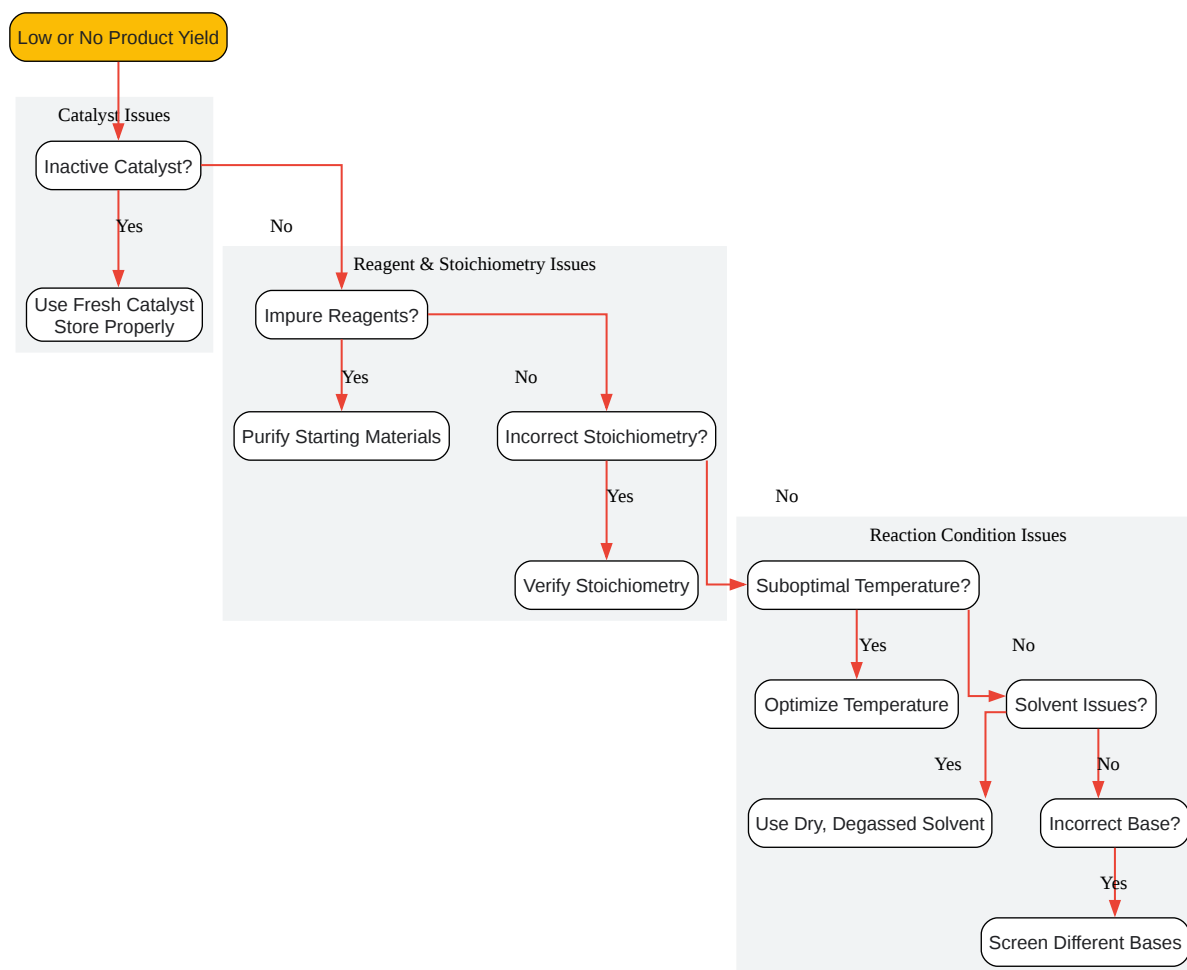 Low or No Product Yield
Catalyst Issues
Inactive Catalyst?
Yes
No
Use Fresh Catalyst
Store Properly
Reagent & Stoichiometry Issues
Impure Reagents?
Yes
No
Purify Starting Materials
Incorrect Stoichiometry?
Yes
No
Verify Stoichiometry
Reaction Condition Issues
Suboptimal Temperature?
Yes
No
Optimize Temperature
Solvent Issues?
Yes
No
Use Dry, Degassed Solvent
Incorrect Base?
Yes
Screen Different Bases